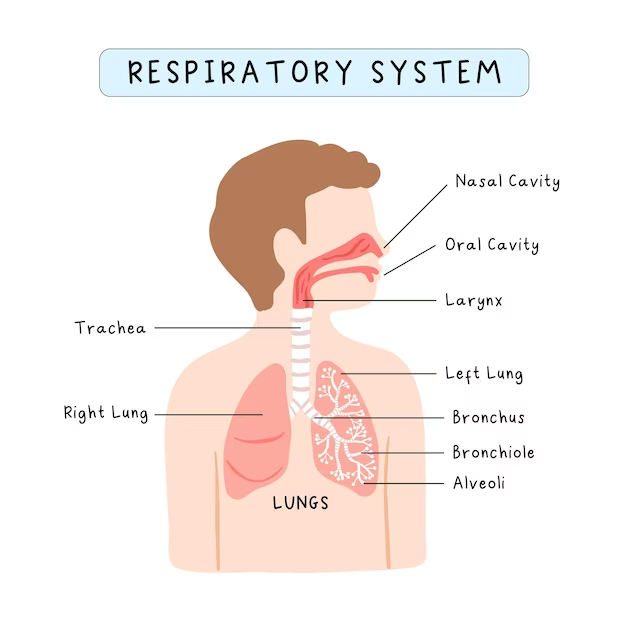 RESPIRATORY SYSTEM
Nasal Cavity
Oral Cavity
Larynx
Trachea
Left Lung
Right Lung
Bronchus
Bronchiole
Alveoli
LUNGS